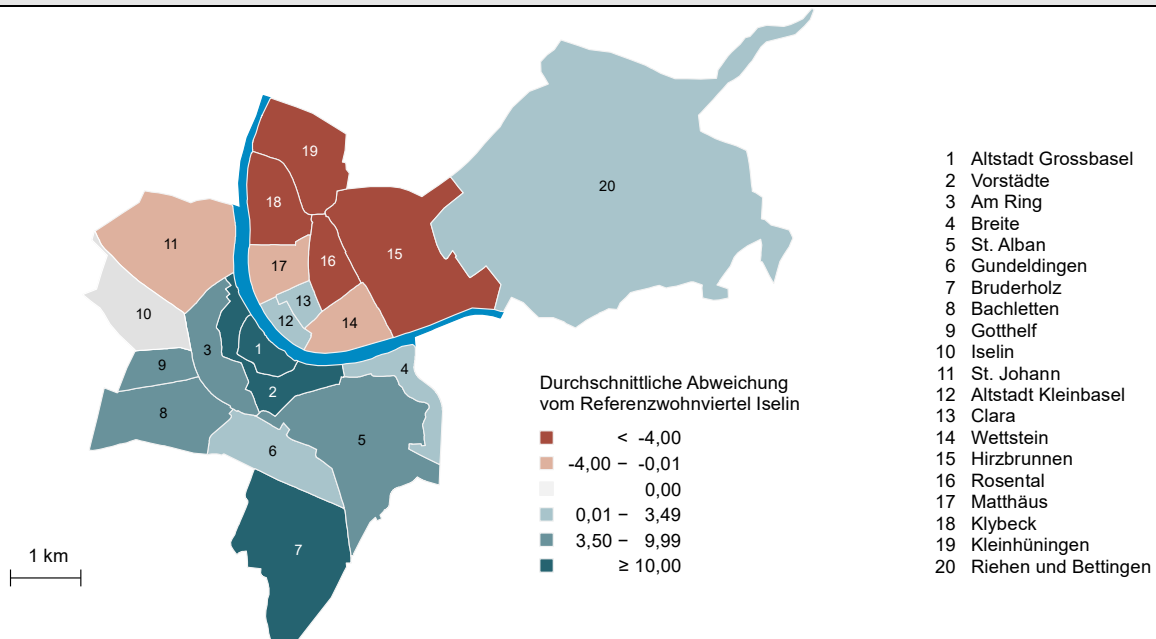 19
18
20
11
17
16
15
13
10
12
14
1
3
9
4
2
8
6
5
7
1 km
Durchschnittliche Abweichung
vom Referenzwohnviertel Iselin
< -4,00
-4,00 – -0,01
0,00
0,01 – 3,49
3,50 – 9,99
≥ 10,00
1 Altstadt Grossbasel
2 Vorstädte
3 Am Ring
4 Breite
5 St. Alban
6 Gundeldingen
7 Bruderholz
8 Bachletten
9 Gotthelf
10 Iselin
11 St. Johann
12 Altstadt Kleinbasel
13 Clara
14 Wettstein
15 Hirzbrunnen
16 Rosental
17 Matthäus
18 Klybeck
19 Kleinhüningen
20 Riehen und Bettingen